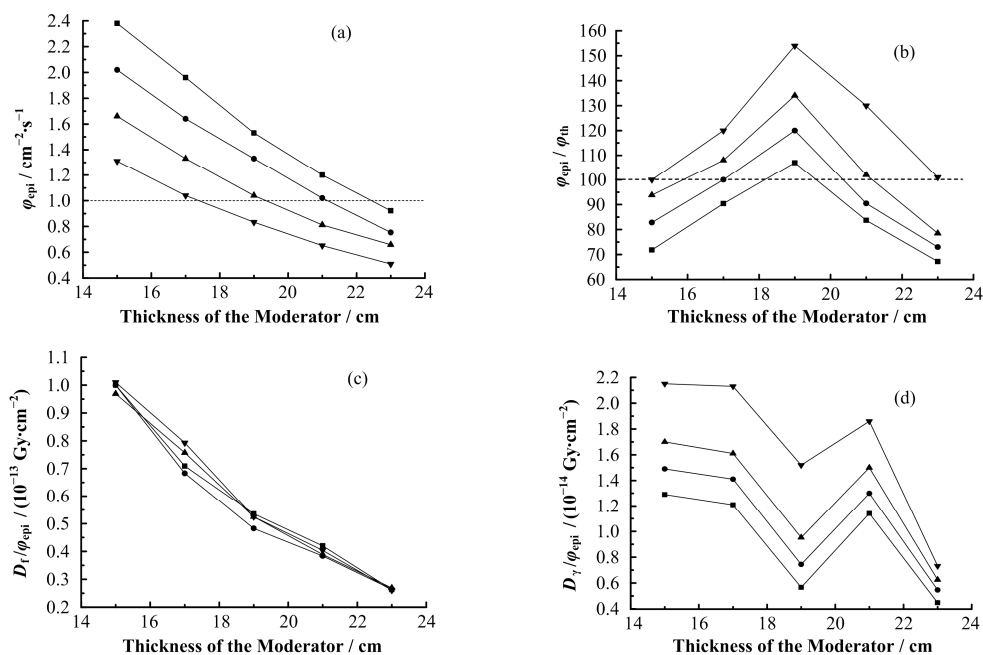 (a)
2.4
2.2
2.0
1.8
1.6
1.4
1.2
1.0
0.8
0.6
0.4
φepi / cm−2·s−1
14 16 18 20 22 24
Thickness of the Moderator / cm
(b)
160
150
140
130
120
110
100
90
80
70
60
φepi / φth
14 16 18 20 22 24
Thickness of the Moderator / cm
(c)
1.1
1.0
0.9
0.8
0.7
0.6
0.5
0.4
0.3
0.2
Df/φepi / (10−13 Gy·cm−2)
14 16 18 20 22 24
Thickness of the Moderator / cm
(d)
2.2
2.0
1.8
1.6
1.4
1.2
1.0
0.8
0.6
0.4
Dγ/φepi / (10−14 Gy·cm−2)
14 16 18 20 22 24
Thickness of the Moderator / cm